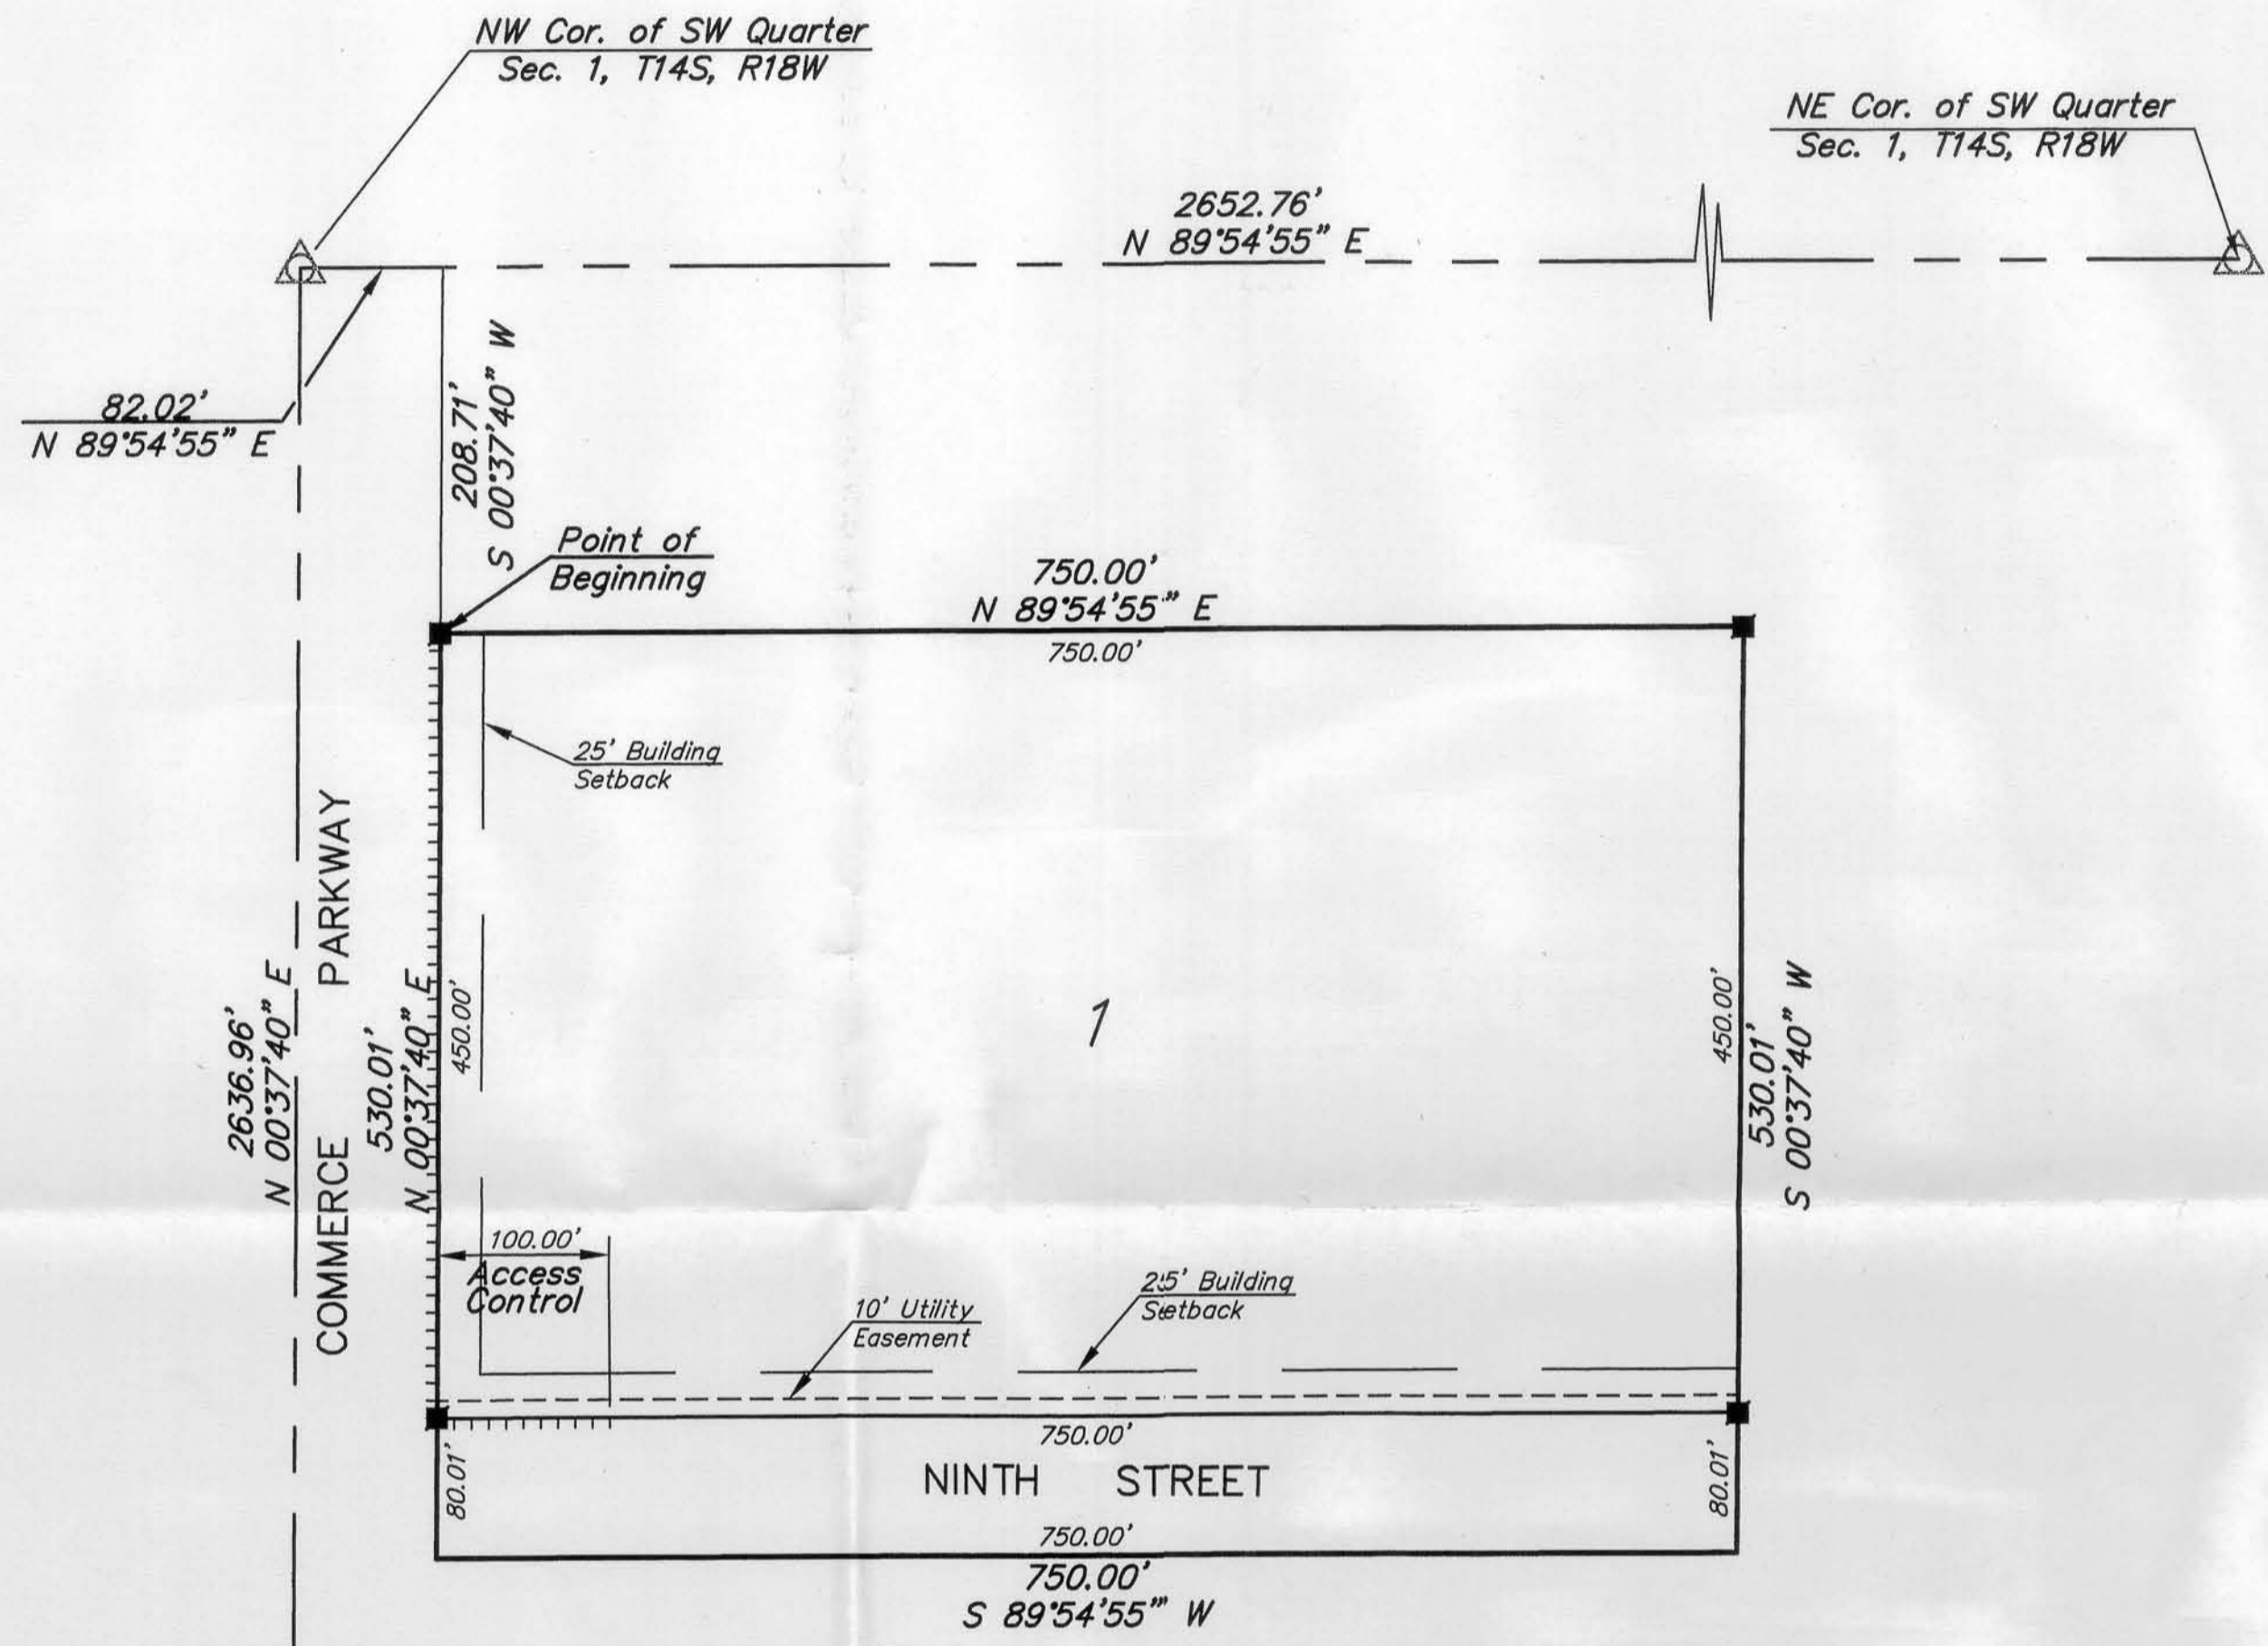 NW Cor. of SW Quarter
Sec. 1, T14S, R18W
NE Cor. of SW Quarter
Sec. 1, T14S, R18W
2652.76'
N 89°54'55" E
82.02'
N 89°54'55" E
208.71'
S 00°37'40" W
Point of
Beginning
750.00'
N 89°54'55" E
750.00'
25' Building
Setback
COMMERCE PARKWAY
2636.96'
N 00°37'40" E
530.01'
N 00°37'40" E
450.00'
1
450.00'
530.01'
S 00°37'40" W
100.00'
Access
Control
10' Utility
Easement
25' Building
Setback
750.00'
80.01'
NINTH STREET
80.01'
750.00'
750.00'
S 89°54'55" W